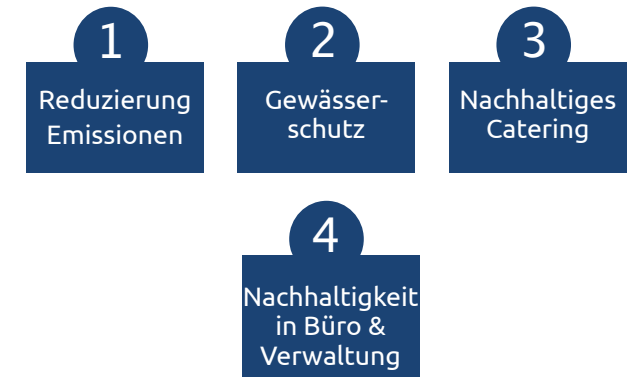 1
Reduzierung
Emissionen
2
Gewässer-
schutz
3
Nachhaltiges
Catering
4
Nachhaltigkeit
in Büro &
Verwaltung